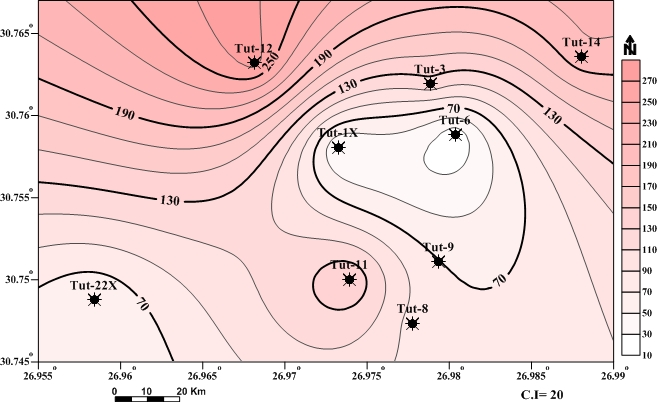 30.765°
30.76°
30.755°
30.75°
30.745°
26.955° 26.96° 26.965° 26.97° 26.975° 26.98° 26.985° 26.99°
Tut-12
Tut-14
Tut-3
Tut-6
Tut-1X
Tut-9
Tut-11
Tut-22X
Tut-8
250
190
190
130
130
130
70
70
70
N
270
250
230
210
190
170
150
130
110
90
70
50
30
10
0 10 20 Km
C.I= 20